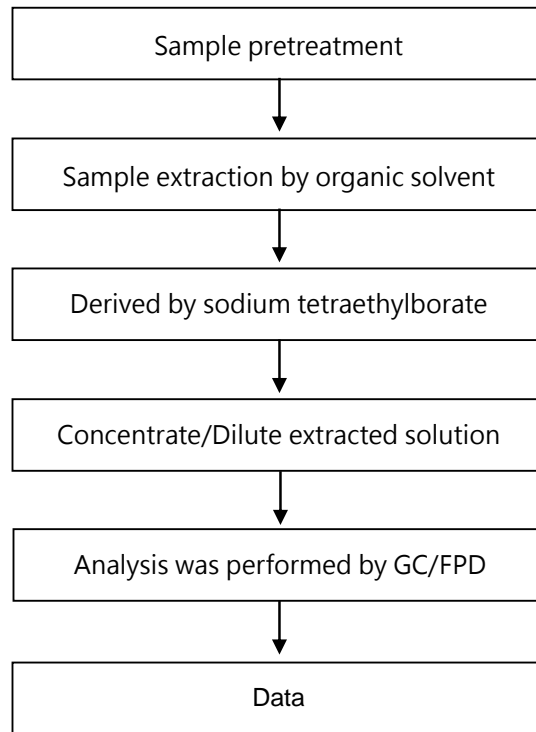 Sample pretreatment
Sample extraction by organic solvent
Derived by sodium tetraethylborate
Concentrate/Dilute extracted solution
Analysis was performed by GC/FPD
Data